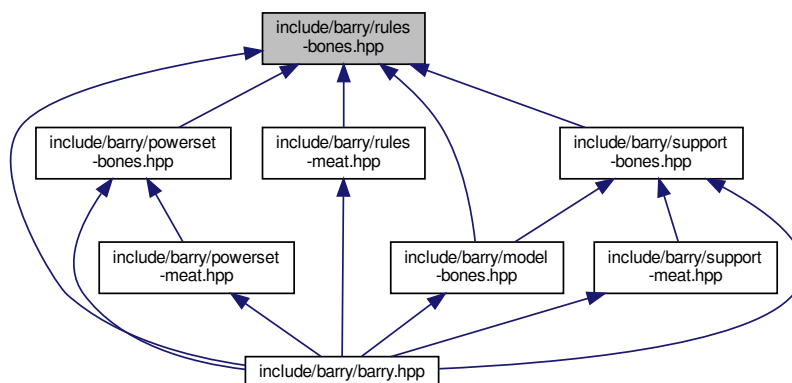 include/barry/rules
-bones.hpp
include/barry/powerset
-bones.hpp
include/barry/rules
-meat.hpp
include/barry/support
-bones.hpp
include/barry/powerset
-meat.hpp
include/barry/model
-bones.hpp
include/barry/support
-meat.hpp
include/barry/barry.hpp